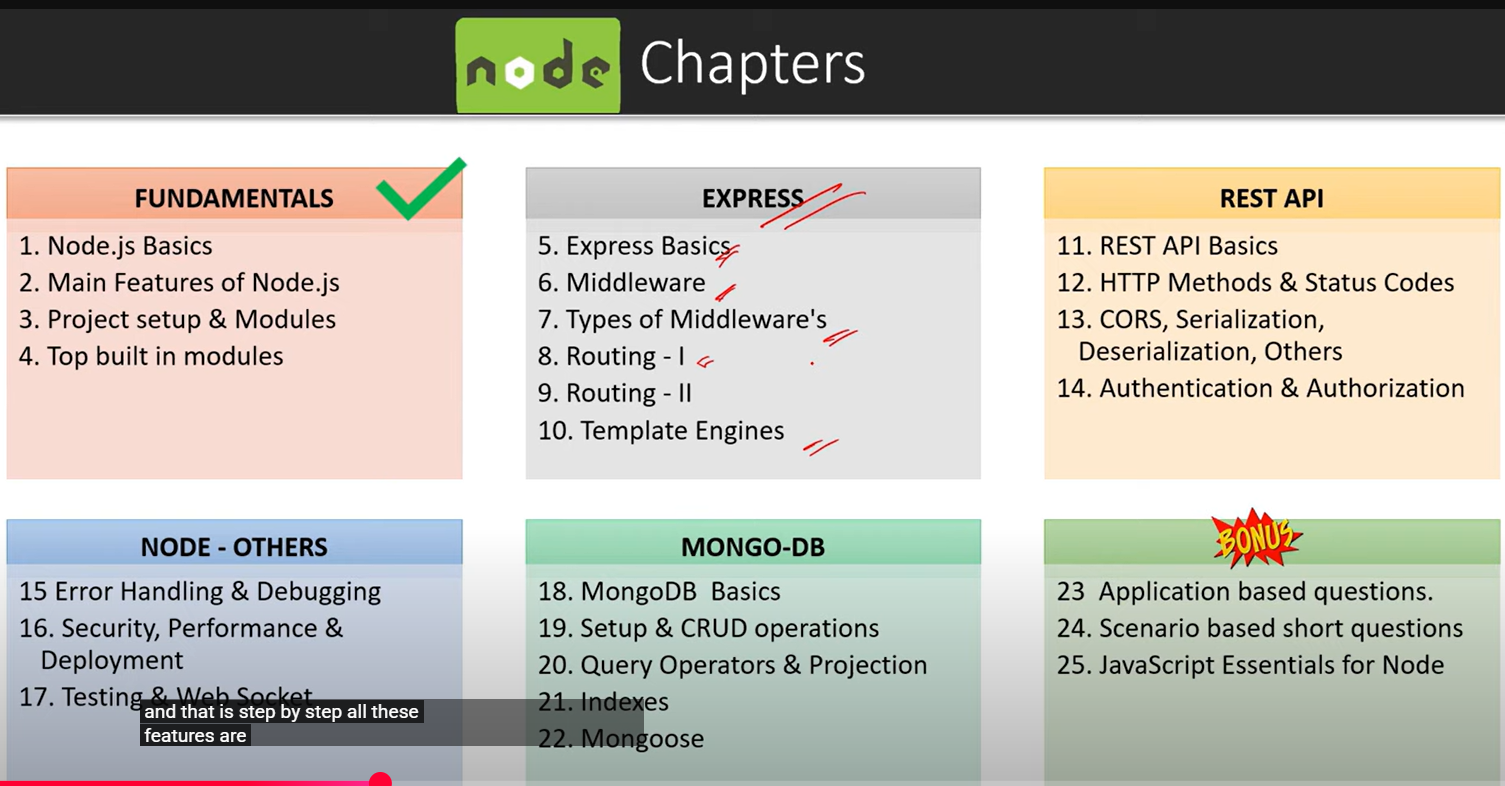 node Chapters
FUNDAMENTALS
1. Node.js Basics
2. Main Features of Node.js
3. Project setup & Modules
4. Top built in modules
EXPRESS
5. Express Basics
6. Middleware
7. Types of Middleware's
8. Routing - I
9. Routing - II
10. Template Engines
REST API
11. REST API Basics
12. HTTP Methods & Status Codes
13. CORS, Serialization,
Deserialization, Others
14. Authentication & Authorization
NODE - OTHERS
15 Error Handling & Debugging
16. Security, Performance &
Deployment
17. Testing & Web Socket
MONGO-DB
18. MongoDB  Basics
19. Setup & CRUD operations
20. Query Operators & Projection
21. Indexes
22. Mongoose
BONUS
23  Application based questions.
24. Scenario based short questions
25. JavaScript Essentials for Node
and that is step by step all these
features are